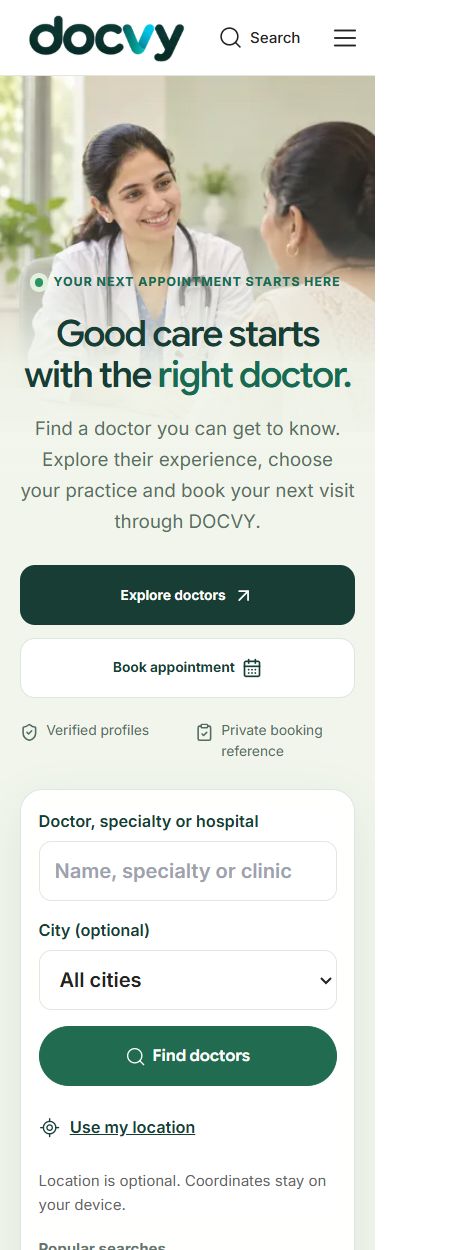 docvy
Search
YOUR NEXT APPOINTMENT STARTS HERE
Good care starts
with the right doctor.
Find a doctor you can get to know.
Explore their experience, choose
your practice and book your next visit
through DOCVY.
Explore doctors
Book appointment
Verified profiles
Private booking
reference
Doctor, specialty or hospital
Name, specialty or clinic
City (optional)
All cities
Find doctors
Use my location
Location is optional. Coordinates stay on
your device.
Popular searches